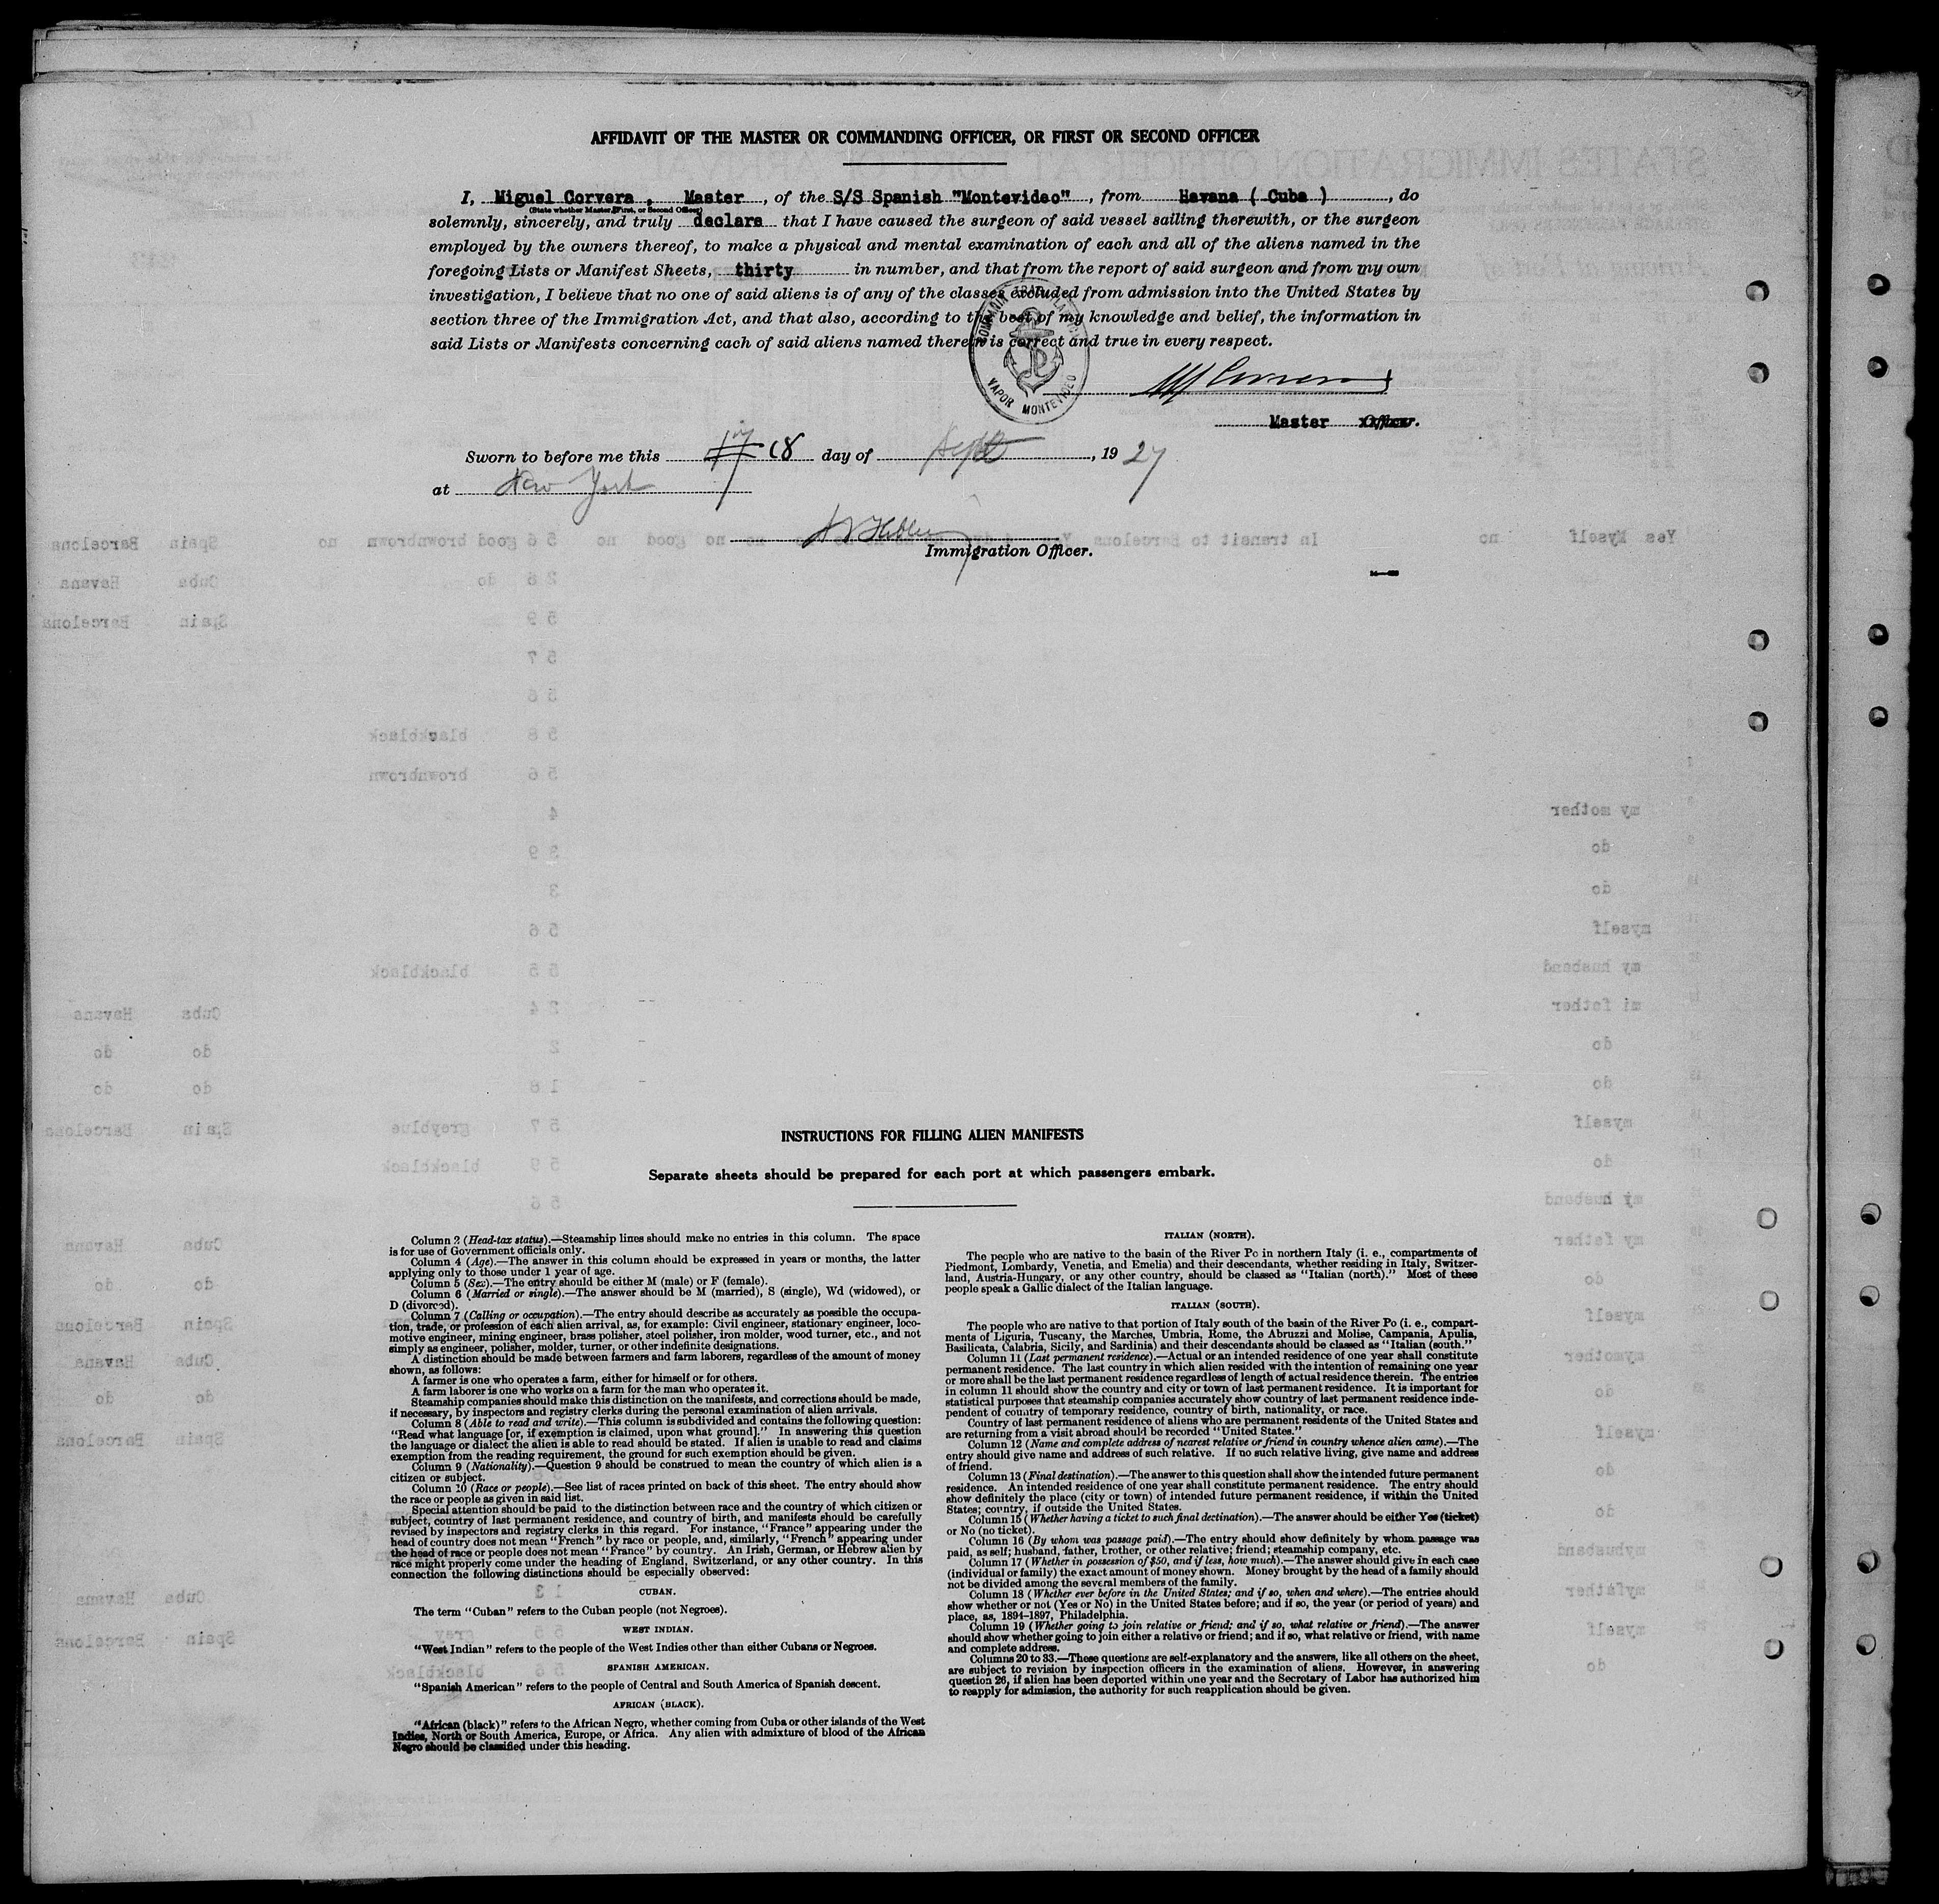 AFFIDAVIT OF THE MASTER OR COMMANDING OFFICER, OR FIRST OR SECOND OFFICER
I, Miguel Corvera, Master, of the S/S Spanish "Montevideo", from Havana ( Cuba ), do
(State whether Master, First, or Second Officer)
solemnly, sincerely, and truly declare that I have caused the surgeon of said vessel sailing therewith, or the surgeon
employed by the owners thereof, to make a physical and mental examination of each and all of the aliens named in the
foregoing Lists or Manifest Sheets, thirty in number, and that from the report of said surgeon and from my own
investigation, I believe that no one of said aliens is of any of the classes excluded from admission into the United States by
section three of the Immigration Act, and that also, according to the best of my knowledge and belief, the information in
said Lists or Manifests concerning each of said aliens named therein is correct and true in every respect.
VAPOR MONTEVIDEO
Master xxOfficer.
Sworn to before me this 17 18 day of Sept, 1927
at New York
Immigration Officer.
INSTRUCTIONS FOR FILLING ALIEN MANIFESTS
Separate sheets should be prepared for each port at which passengers embark.
Column 2 (Head-tax status).—Steamship lines should make no entries in this column. The space
is for use of Government officials only.
Column 4 (Age).—The answer in this column should be expressed in years or months, the latter
applying only to those under 1 year of age.
Column 5 (Sex).—The entry should be either M (male) or F (female).
Column 6 (Married or single).—The answer should be M (married), S (single), Wd (widowed), or
D (divorced).
Column 7 (Calling or occupation).—The entry should describe as accurately as possible the occupa-
tion, trade, or profession of each alien arrival, as, for example: Civil engineer, stationary engineer, loco-
motive engineer, mining engineer, brass polisher, steel polisher, iron molder, wood turner, etc., and not
simply as engineer, polisher, molder, turner, or other indefinite designations.
A distinction should be made between farmers and farm laborers, regardless of the amount of money
shown, as follows:
A farmer is one who operates a farm, either for himself or for others.
A farm laborer is one who works on a farm for the man who operates it.
Steamship companies should make this distinction on the manifests, and corrections should be made,
if necessary, by inspectors and registry clerks during the personal examination of alien arrivals.
Column 8 (Able to read and write).—This column is subdivided and contains the following question:
"Read what language [or, if exemption is claimed, upon what ground]." In answering this question
the language or dialect the alien is able to read should be stated. If alien is unable to read and claims
exemption from the reading requirement, the ground for such exemption should be given.
Column 9 (Nationality).—Question 9 should be construed to mean the country of which alien is a
citizen or subject.
Column 10 (Race or people).—See list of races printed on back of this sheet. The entry should show
the race or people as given in said list.
Special attention should be paid to the distinction between race and the country of which citizen or
subject, country of last permanent residence, and country of birth, and manifests should be carefully
revised by inspectors and registry clerks in this regard. For instance, "France" appearing under the
head of country does not mean "French" by race or people, and, similarly, "French" appearing under
the head of race or people does not mean "France" by country. An Irish, German, or Hebrew alien by
race might properly come under the heading of England, Switzerland, or any other country. In this
connection the following distinctions should be especially observed:
CUBAN.
The term "Cuban" refers to the Cuban people (not Negroes).
WEST INDIAN.
"West Indian" refers to the people of the West Indies other than either Cubans or Negroes.
SPANISH AMERICAN.
"Spanish American" refers to the people of Central and South America of Spanish descent.
AFRICAN (BLACK).
"African (black)" refers to the African Negro, whether coming from Cuba or other islands of the West
Indies, North or South America, Europe, or Africa. Any alien with admixture of blood of the African
Negro should be classified under this heading.
ITALIAN (NORTH).
The people who are native to the basin of the River Po in northern Italy (i. e., compartments of
Piedmont, Lombardy, Venetia, and Emelia) and their descendants, whether residing in Italy, Switzer-
land, Austria-Hungary, or any other country, should be classed as "Italian (north)." Most of these
people speak a Gallic dialect of the Italian language.
ITALIAN (SOUTH).
The people who are native to that portion of Italy south of the basin of the River Po (i. e., compart-
ments of Liguria, Tuscany, the Marches, Umbria, Rome, the Abruzzi and Molise, Campania, Apulia,
Basilicata, Calabria, Sicily, and Sardinia) and their descendants should be classed as "Italian (south."
Column 11 (Last permanent residence).—Actual or an intended residence of one year shall constitute
permanent residence. The last country in which alien resided with the intention of remaining one year
or more shall be the last permanent residence regardless of length of actual residence therein. The entries
in column 11 should show the country and city or town of last permanent residence. It is important for
statistical purposes that steamship companies accurately show country of last permanent residence inde-
pendent of country of temporary residence, country of birth, nationality, or race.
Country of last permanent residence of aliens who are permanent residents of the United States and
are returning from a visit abroad should be recorded "United States."
Column 12 (Name and complete address of nearest relative or friend in country whence alien came).—The
entry should give name and address of such relative. If no such relative living, give name and address
of friend.
Column 13 (Final destination).—The answer to this question shall show the intended future permanent
residence. An intended residence of one year shall constitute permanent residence. The entry should
show definitely the place (city or town) of intended future permanent residence, if within the United
States; country, if outside the United States.
Column 15 (Whether having a ticket to such final destination).—The answer should be either Yes (ticket)
or No (no ticket).
Column 16 (By whom was passage paid).—The entry should show definitely by whom passage was
paid, as self; husband, father, brother, or other relative; friend; steamship company, etc.
Column 17 (Whether in possession of $50, and if less, how much).—The answer should give in each case
(individual or family) the exact amount of money shown. Money brought by the head of a family should
not be divided among the several members of the family.
Column 18 (Whether ever before in the United States; and if so, when and where).—The entries should
show whether or not (Yes or No) in the United States before; and if so, the year (or period of years) and
place, as, 1894-1897, Philadelphia.
Column 19 (Whether going to join relative or friend; and if so, what relative or friend).—The answer
should show whether going to join either a relative or friend; and if so, what relative or friend, with name
and complete address.
Columns 20 to 33.—These questions are self-explanatory and the answers, like all others on the sheet,
are subject to revision by inspection officers in the examination of aliens. However, in answering
question 26, if alien has been deported within one year and the Secretary of Labor has authorized him
to reapply for admission, the authority for such reapplication should be given.